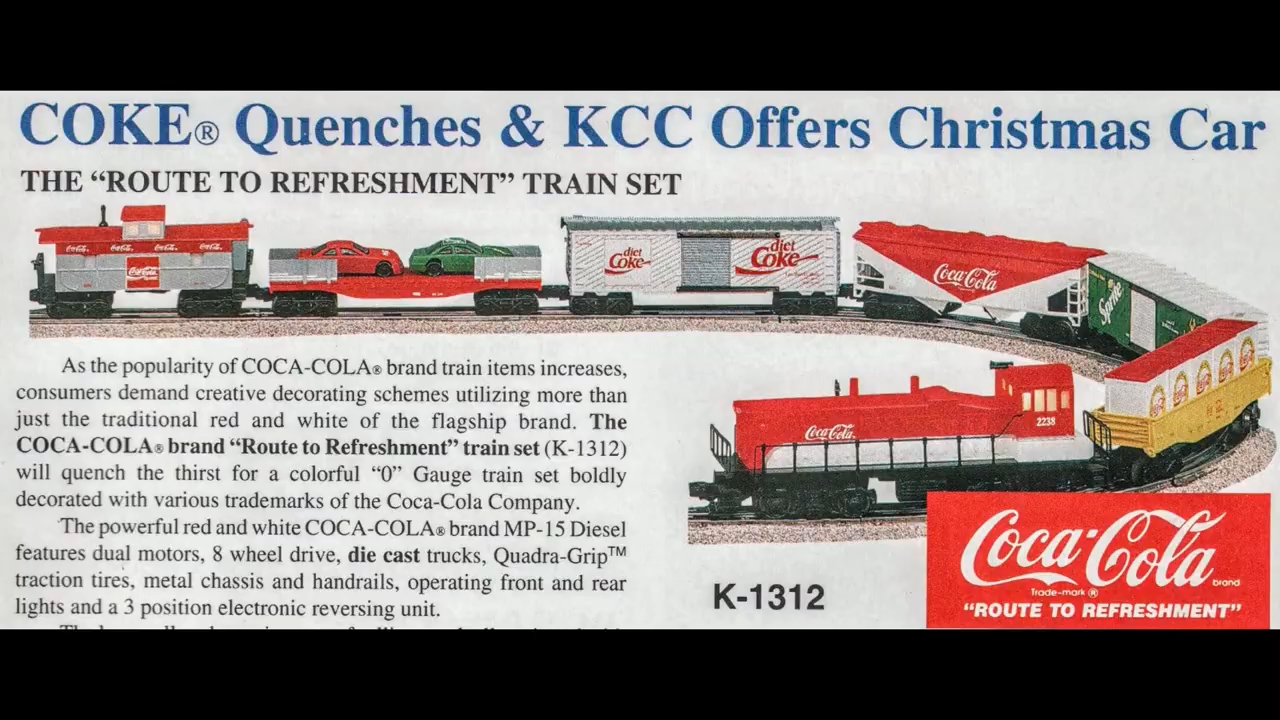 COKE® Quenches & KCC Offers Christmas Car
THE “ROUTE TO REFRESHMENT” TRAIN SET
Coca-Cola
diet Coke
diet Coke
Coca-Cola
Sprite
As the popularity of COCA-COLA® brand train items increases,
consumers demand creative decorating schemes utilizing more than
just the traditional red and white of the flagship brand. The
COCA-COLA® brand “Route to Refreshment” train set (K-1312)
will quench the thirst for a colorful “0” Gauge train set boldly
decorated with various trademarks of the Coca-Cola Company.
The powerful red and white COCA-COLA® brand MP-15 Diesel
features dual motors, 8 wheel drive, die cast trucks, Quadra-Grip™
traction tires, metal chassis and handrails, operating front and rear
lights and a 3 position electronic reversing unit.
Coca-Cola
2238
K-1312
Coca-Cola
brand
Trade-mark ®
“ROUTE TO REFRESHMENT”